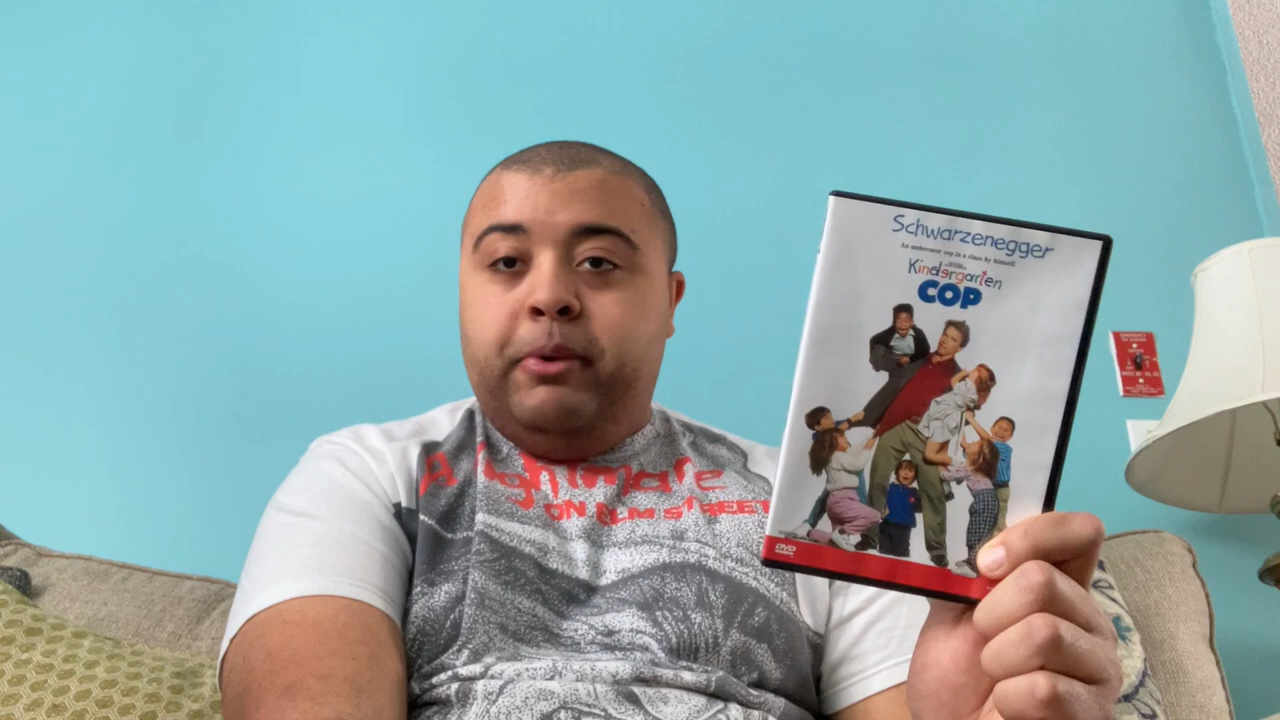 A Nightmare
ON ELM STREET
Schwarzenegger
An undercover cop in a class by himself.
Kindergarten
COP
DVD